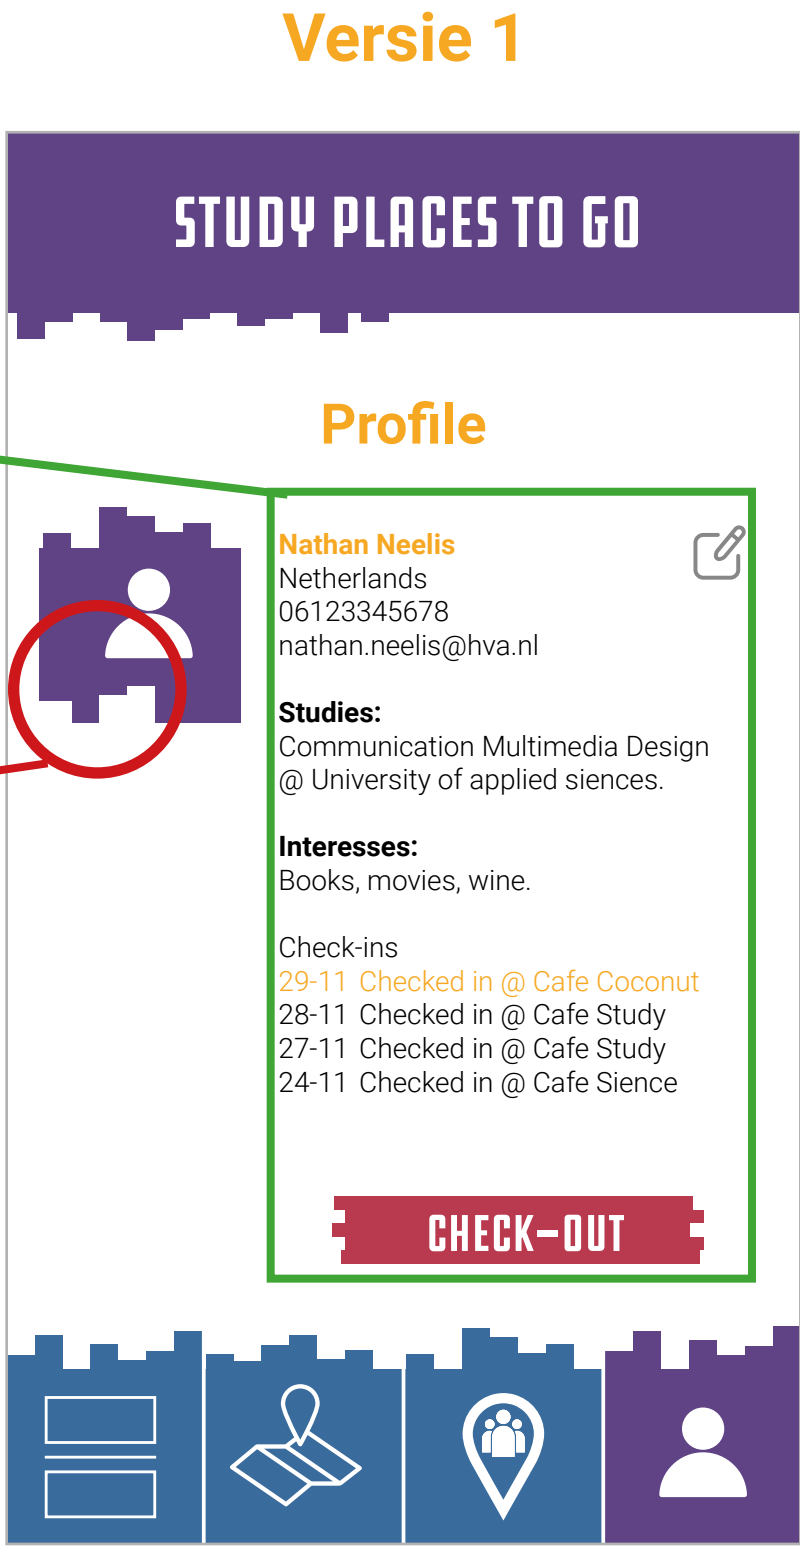 Versie 1
STUDY PLACES TO GO
Profile
Nathan Neelis
Netherlands
06123345678
nathan.neelis@hva.nl
Studies:
Communication Multimedia Design
@ University of applied siences.
Interesses:
Books, movies, wine.
Check-ins
29-11 Checked in @ Cafe Coconut
28-11 Checked in @ Cafe Study
27-11 Checked in @ Cafe Study
24-11 Checked in @ Cafe Sience
CHECK-OUT